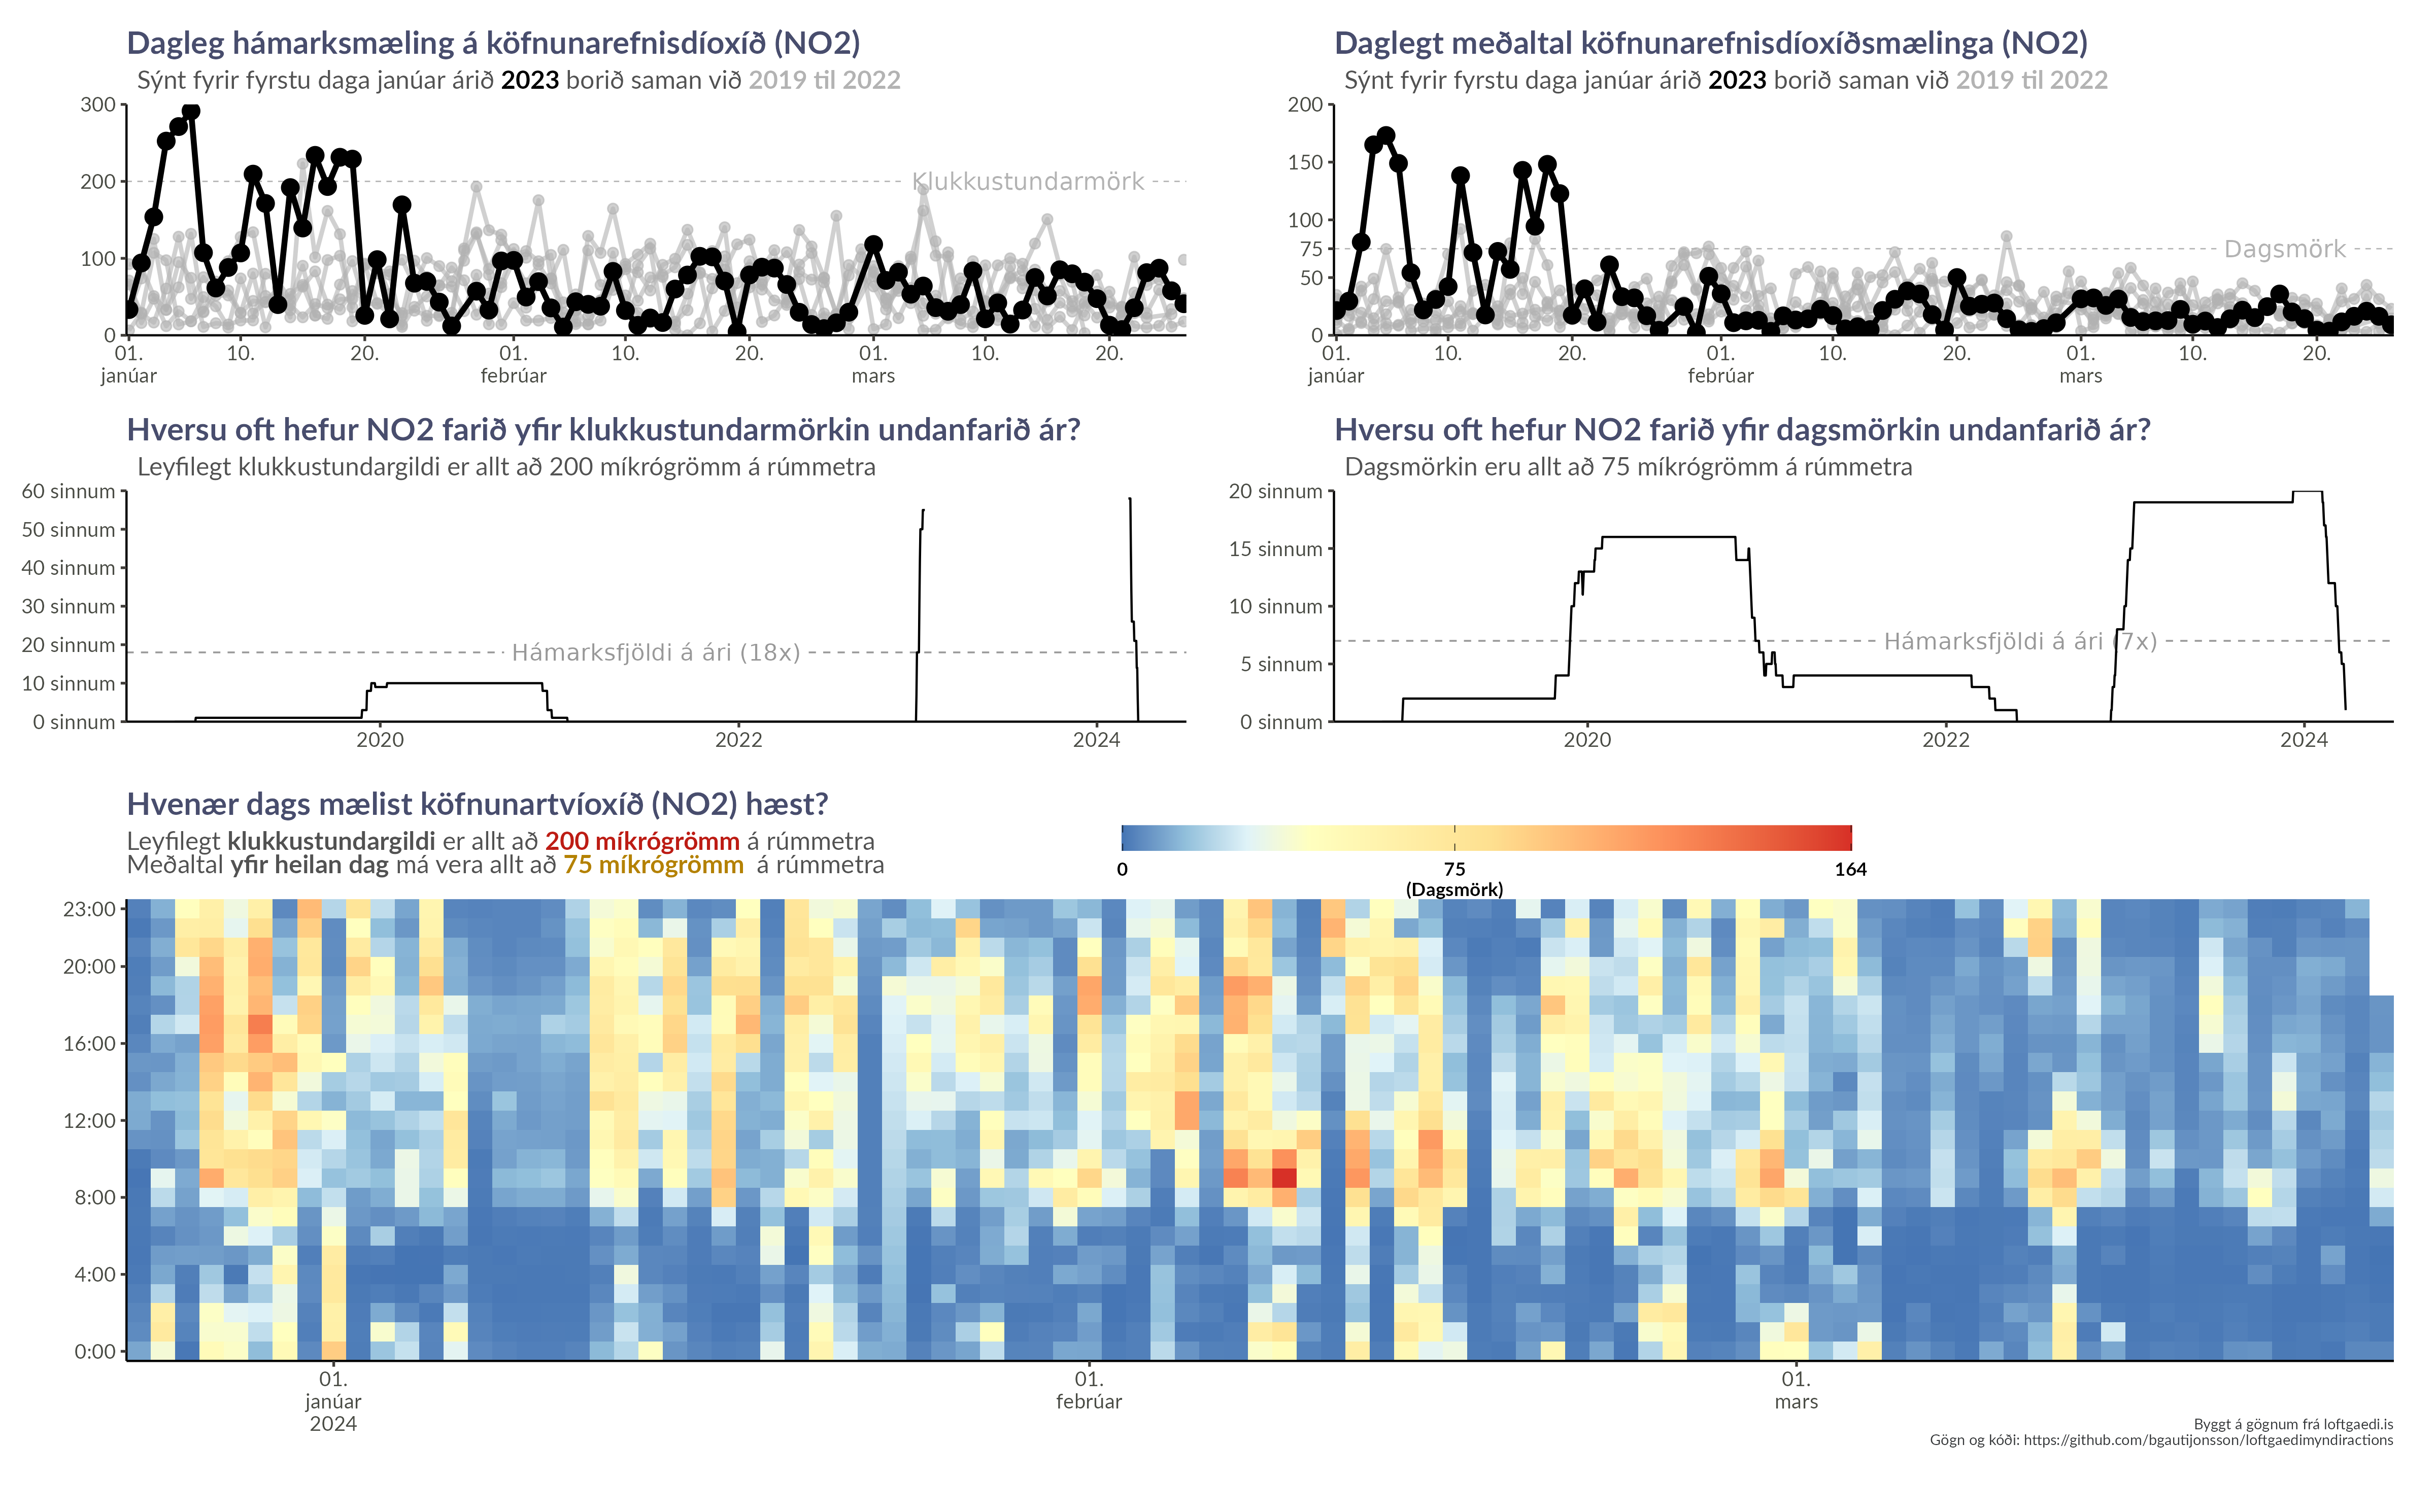 Dagleg hámarksmæling á köfnunarefnisdíoxíð (NO2)
Sýnt fyrir fyrstu daga janúar árið 2023 borið saman við 2019 til 2022
300
200
100
0
Klukkustundarmörk
01. 10. 20. 01. 10. 20. 01. 10. 20.
janúar febrúar mars
Daglegt meðaltal köfnunarefnisdíoxíðsmælinga (NO2)
Sýnt fyrir fyrstu daga janúar árið 2023 borið saman við 2019 til 2022
200
150
100
75
50
0
Dagsmörk
01. 10. 20. 01. 10. 20. 01. 10. 20.
janúar febrúar mars
Hversu oft hefur NO2 farið yfir klukkustundarmörkin undanfarið ár?
Leyfilegt klukkustundargildi er allt að 200 míkrógrömm á rúmmetra
60 sinnum
50 sinnum
40 sinnum
30 sinnum
20 sinnum
10 sinnum
0 sinnum
Hámarksfjöldi á ári (18x)
2020 2022 2024
Hversu oft hefur NO2 farið yfir dagsmörkin undanfarið ár?
Dagsmörkin eru allt að 75 míkrógrömm á rúmmetra
20 sinnum
15 sinnum
10 sinnum
5 sinnum
0 sinnum
Hámarksfjöldi á ári (7x)
2020 2022 2024
Hvenær dags mælist köfnunartvíoxíð (NO2) hæst?
Leyfilegt klukkustundargildi er allt að 200 míkrógrömm á rúmmetra
Meðaltal yfir heilan dag má vera allt að 75 míkrógrömm á rúmmetra
0 75 164
(Dagsmörk)
23:00
20:00
16:00
12:00
8:00
4:00
0:00
01. 01. 01.
janúar febrúar mars
2024
Byggt á gögnum frá loftgaedi.is
Gögn og kóði: https://github.com/bgautijonsson/loftgaedimyndiractions